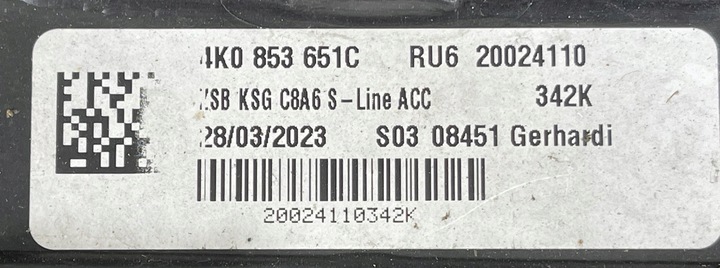 4K0 853 651C RU6 20024110
ZSB KSG C8A6 S-Line ACC 342K
28/03/2023 S03 08451 Gerhardi
20024110342K